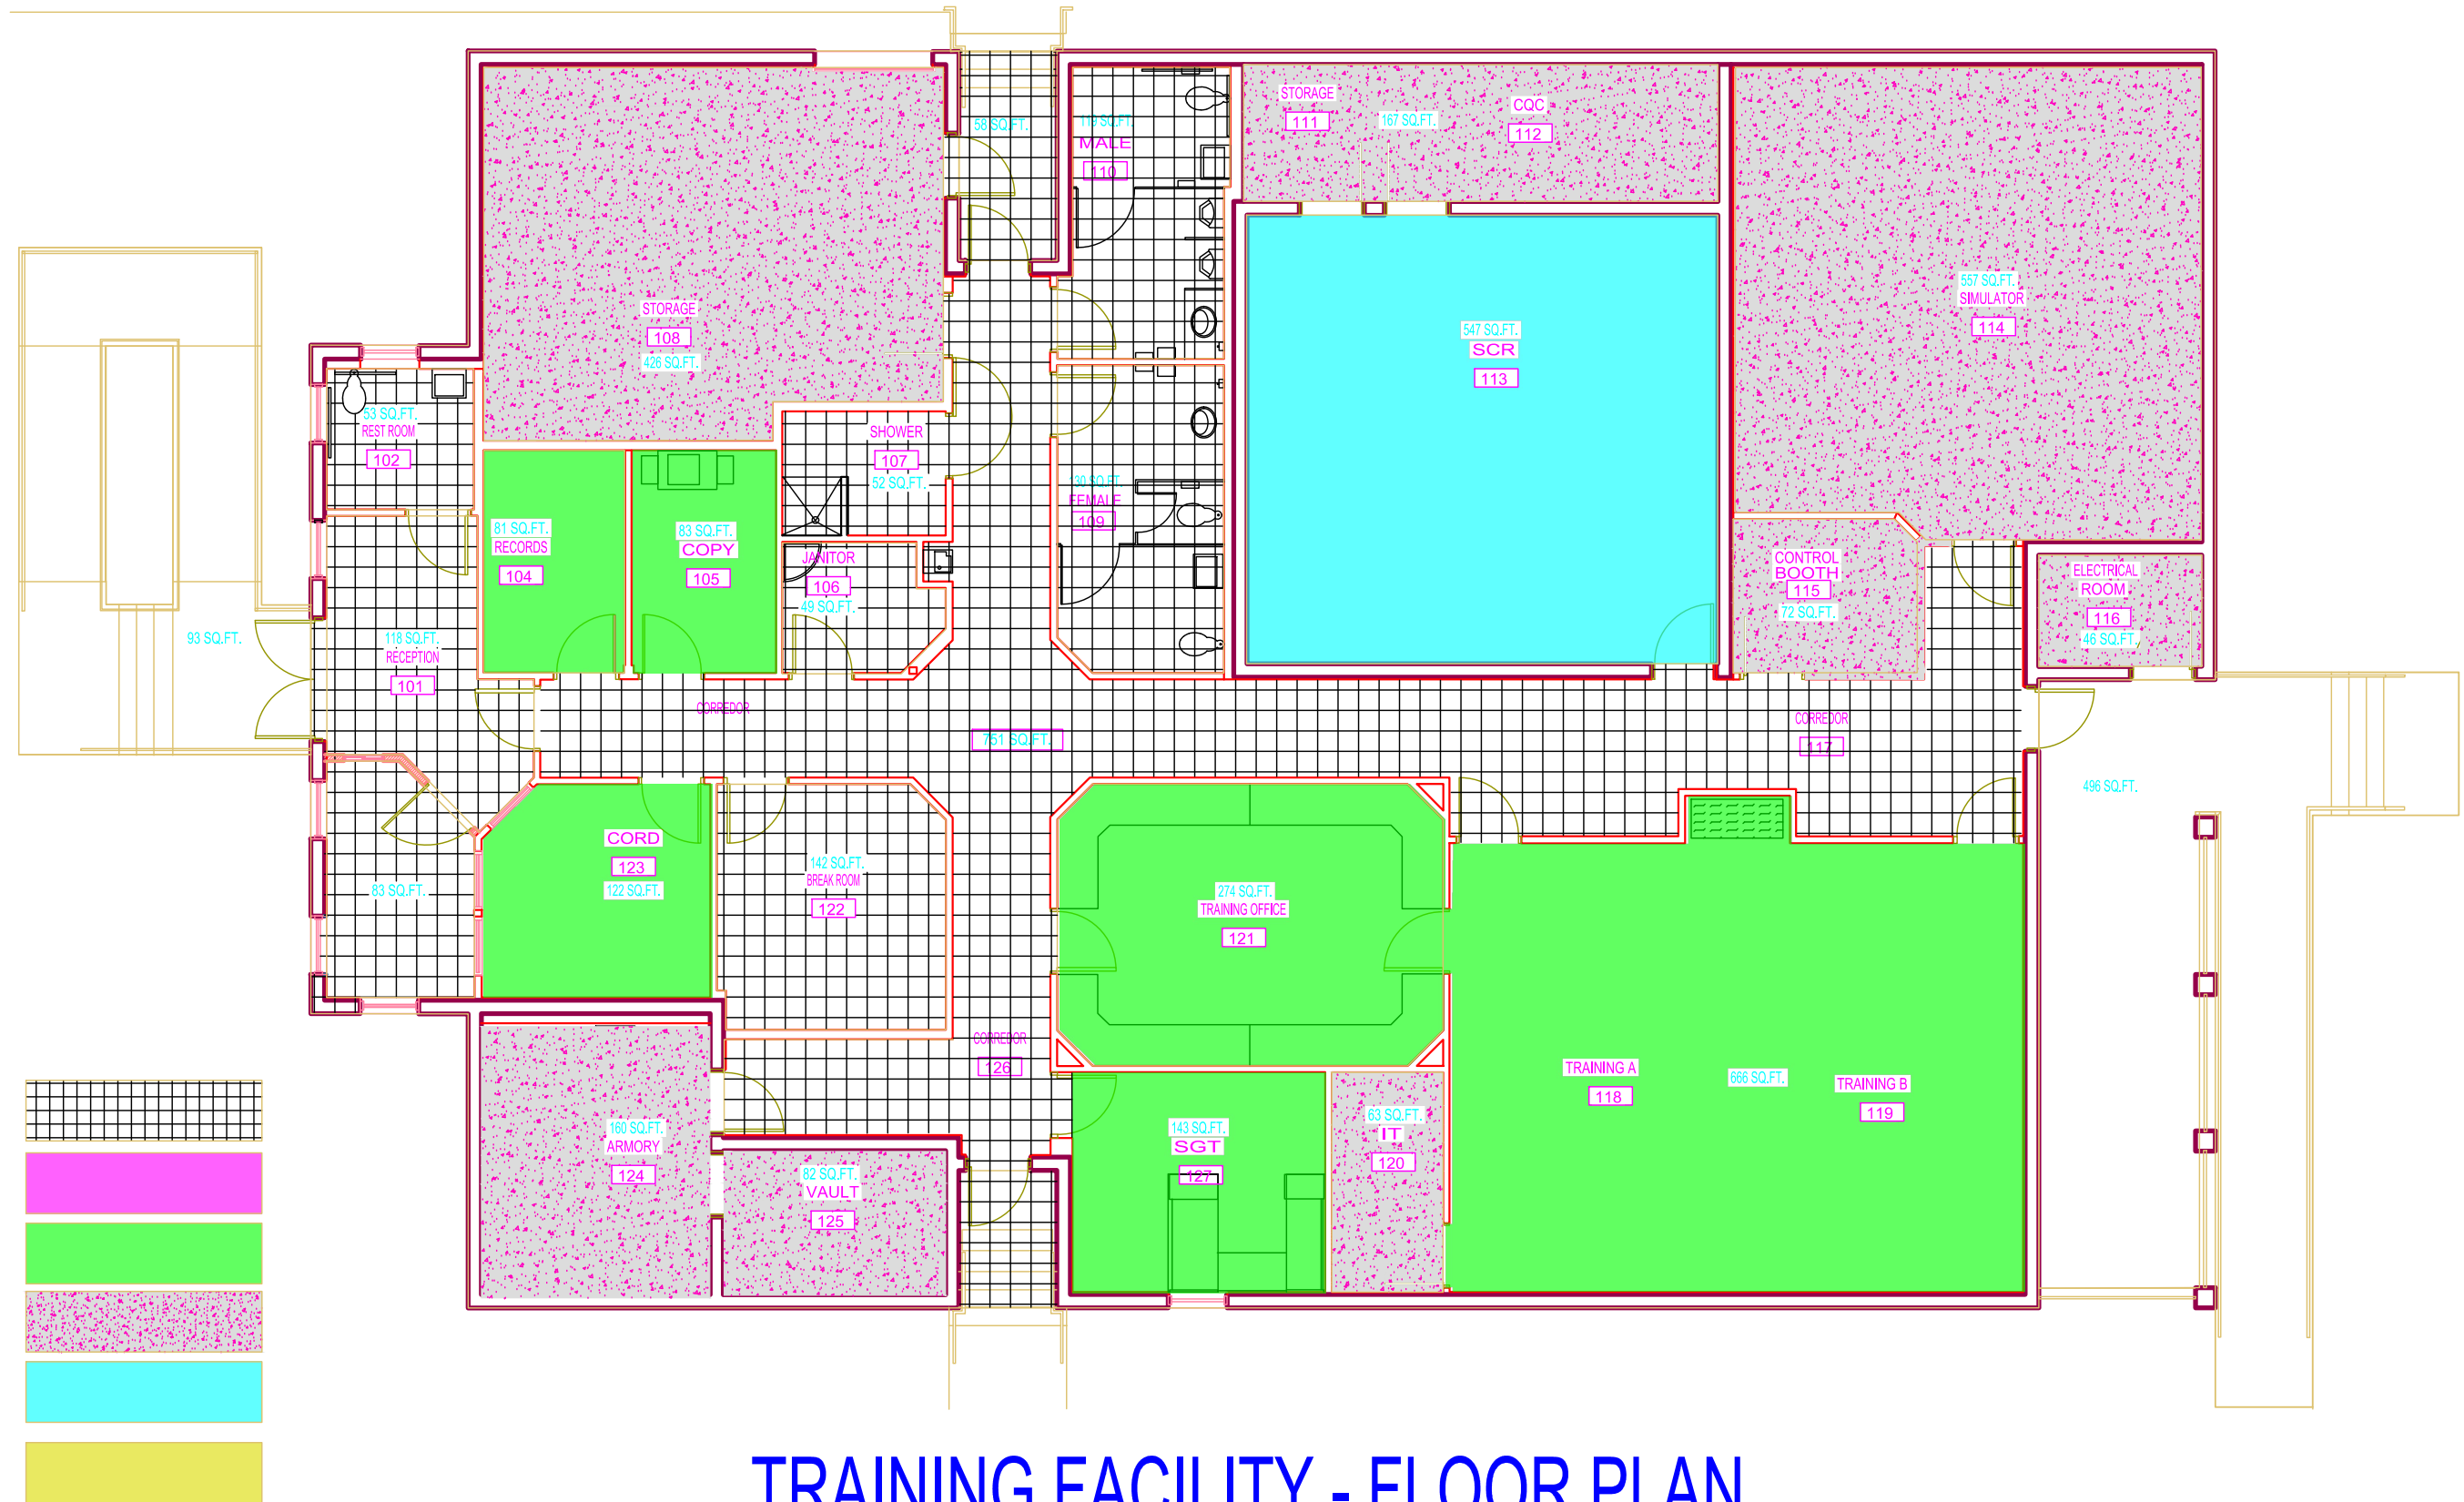 58 SQ.FT.
119 SQ.FT.
MALE
110
STORAGE
111
167 SQ.FT.
CQC
112
557 SQ.FT.
SIMULATOR
114
STORAGE
108
426 SQ.FT.
547 SQ.FT.
SCR
113
53 SQ.FT.
REST ROOM
102
SHOWER
107
52 SQ.FT.
130 SQ.FT.
FEMALE
109
81 SQ.FT.
RECORDS
104
83 SQ.FT.
COPY
105
JANITOR
106
49 SQ.FT.
CONTROL
BOOTH
115
72 SQ.FT.
ELECTRICAL
ROOM
116
46 SQ.FT.
93 SQ.FT.
118 SQ.FT.
RECEPTION
101
CORREDOR
751 SQ.FT.
CORREDOR
117
496 SQ.FT.
CORD
123
122 SQ.FT.
83 SQ.FT.
142 SQ.FT.
BREAK ROOM
122
274 SQ.FT.
TRAINING OFFICE
121
CORREDOR
126
TRAINING A
118
666 SQ.FT.
TRAINING B
119
160 SQ.FT.
ARMORY
124
82 SQ.FT.
VAULT
125
143 SQ.FT.
SGT
127
63 SQ.FT.
IT
120
TRAINING FACILITY - FLOOR PLAN